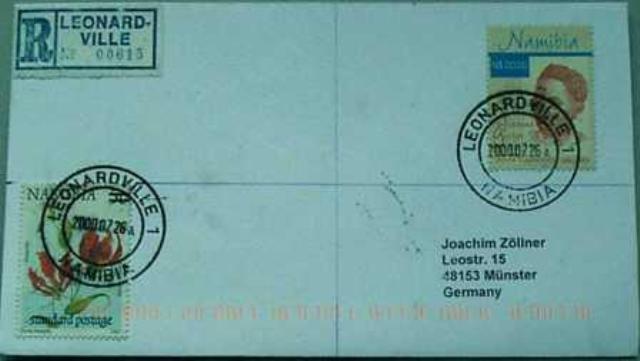 R LEONARD-
VILLE
Nº 00615
Namibia
LEONARDVILLE 1
2000.07.26 A
NAMIBIA
NAMIBIA
LEONARDVILLE 1
2000.07.26 A
NAMIBIA
standard postage
Joachim Zöllner
Leostr. 15
48153 Münster
Germany